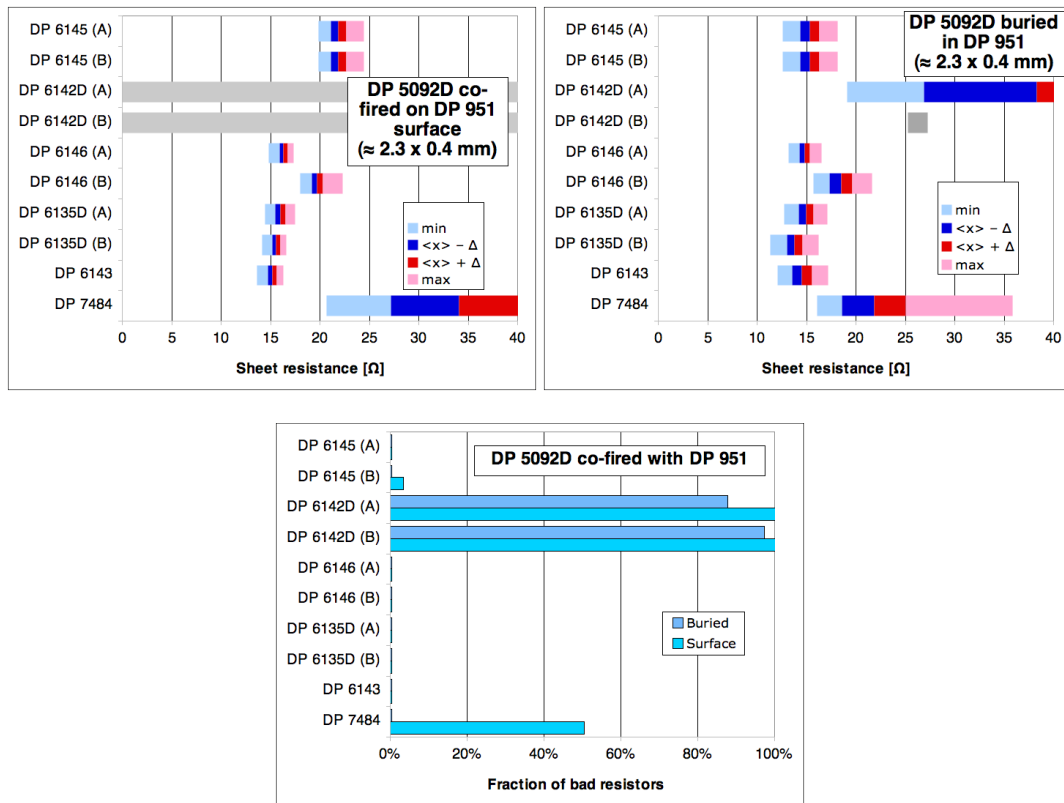 DP 6145 (A)
DP 6145 (B)
DP 6142D (A)
DP 6142D (B)
DP 6146 (A)
DP 6146 (B)
DP 6135D (A)
DP 6135D (B)
DP 6143
DP 7484
DP 5092D co-
fired on DP 951
surface
(≈ 2.3 x 0.4 mm)
min
<x> − Δ
<x> + Δ
max
0 5 10 15 20 25 30 35 40
Sheet resistance [Ω]
DP 6145 (A)
DP 6145 (B)
DP 6142D (A)
DP 6142D (B)
DP 6146 (A)
DP 6146 (B)
DP 6135D (A)
DP 6135D (B)
DP 6143
DP 7484
DP 5092D buried
in DP 951
(≈ 2.3 x 0.4 mm)
min
<x> − Δ
<x> + Δ
max
0 5 10 15 20 25 30 35 40
Sheet resistance [Ω]
DP 6145 (A)
DP 6145 (B)
DP 6142D (A)
DP 6142D (B)
DP 6146 (A)
DP 6146 (B)
DP 6135D (A)
DP 6135D (B)
DP 6143
DP 7484
DP 5092D co-fired with DP 951
Buried
Surface
0% 20% 40% 60% 80% 100%
Fraction of bad resistors